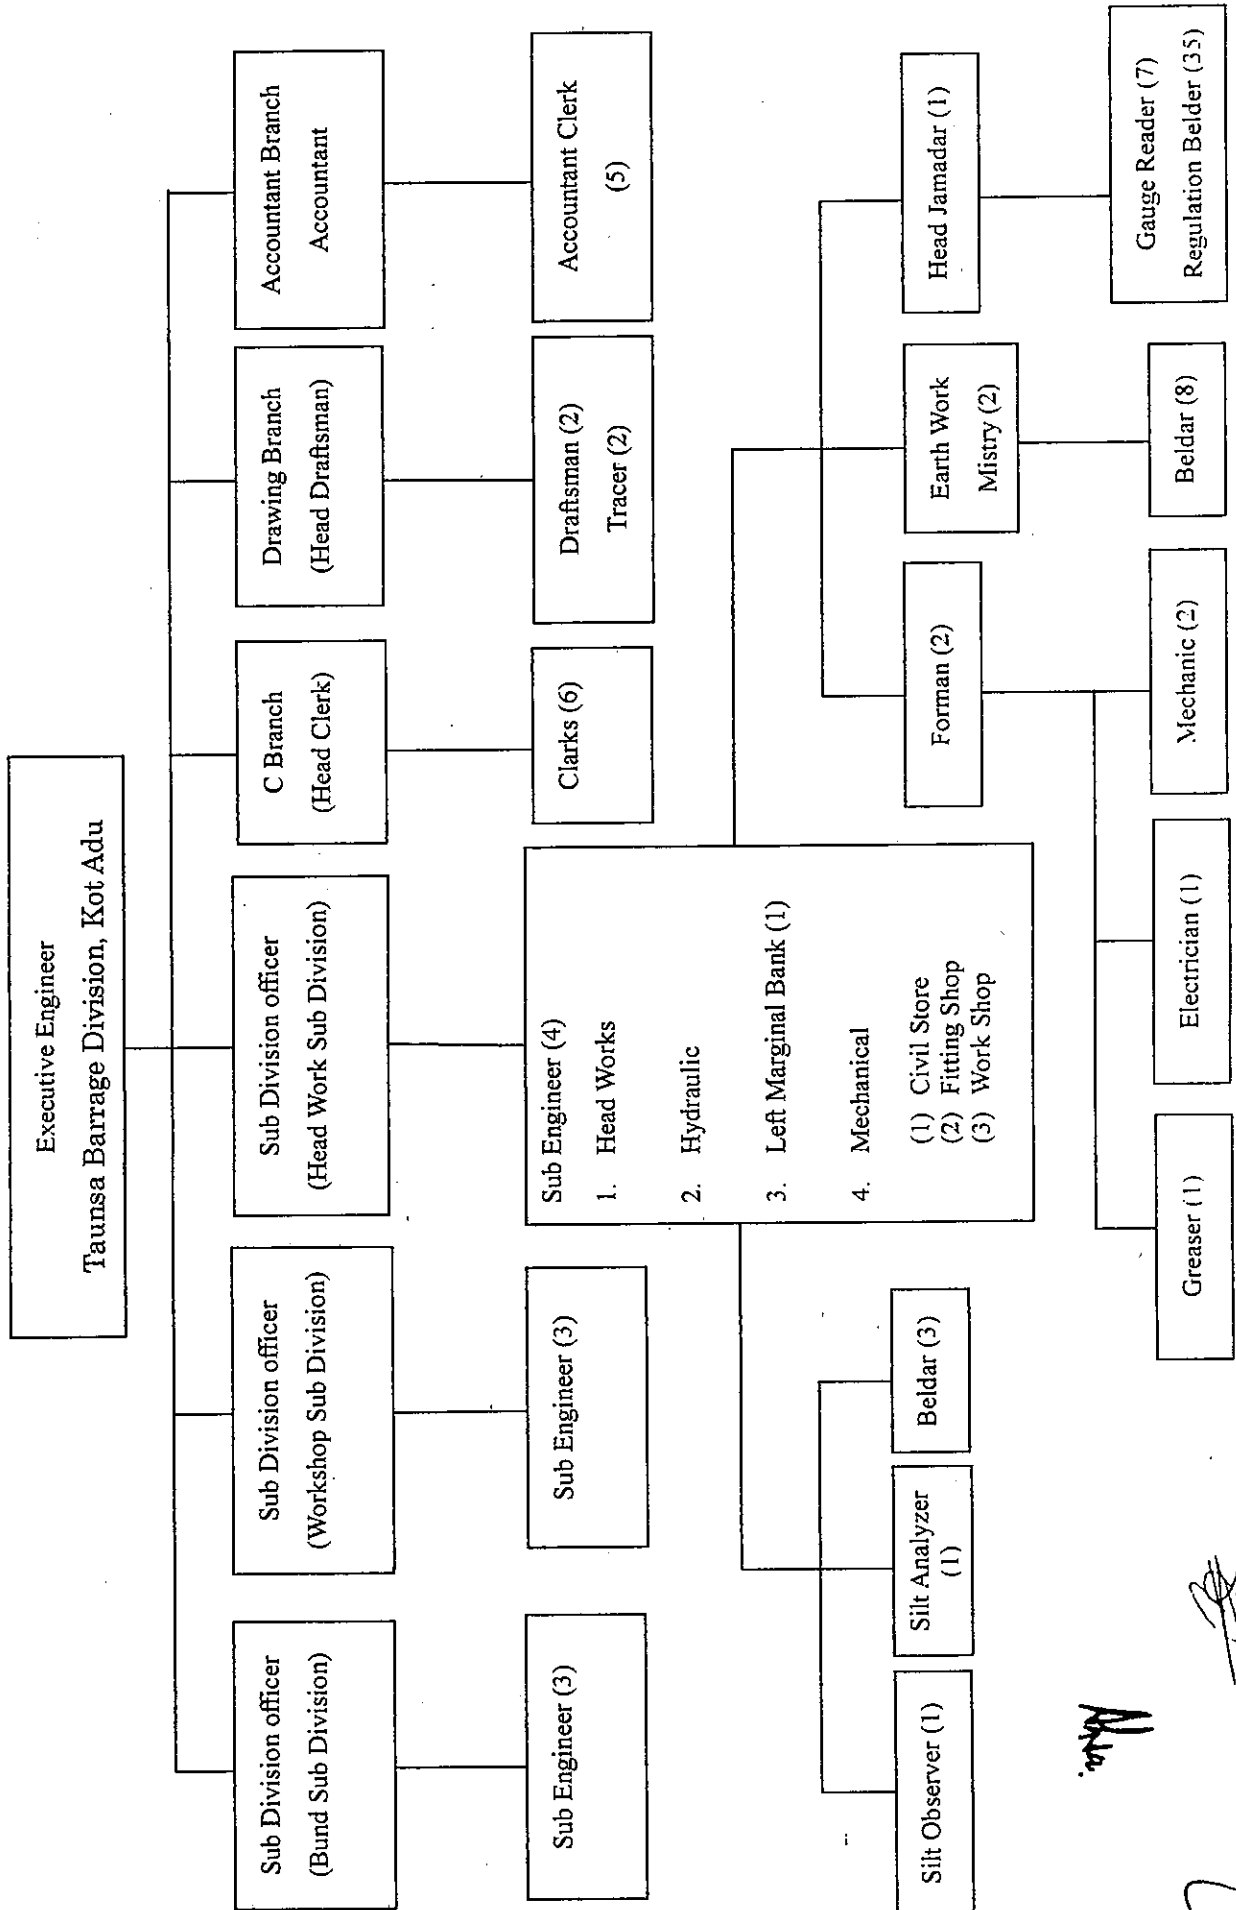 Executive Engineer
Taunsa Barrage Division, Kot Adu
Sub Division officer
(Bund Sub Division)
Sub Division officer
(Workshop Sub Division)
Sub Division officer
(Head Work Sub Division)
C Branch
(Head Clerk)
Drawing Branch
(Head Draftsman)
Accountant Branch
Accountant
Sub Engineer (3)
Sub Engineer (3)
Sub Engineer (4)
1. Head Works
2. Hydraulic
3. Left Marginal Bank (1)
4. Mechanical
(1) Civil Store
(2) Fitting Shop
(3) Work Shop
Clarks (6)
Draftsman (2)
Tracer (2)
Accountant Clerk
(5)
Silt Observer (1)
Silt Analyzer
(1)
Beldar (3)
Forman (2)
Earth Work
Mistry (2)
Head Jamadar (1)
Greaser (1)
Electrician (1)
Mechanic (2)
Beldar (8)
Gauge Reader (7)
Regulation Belder (35)